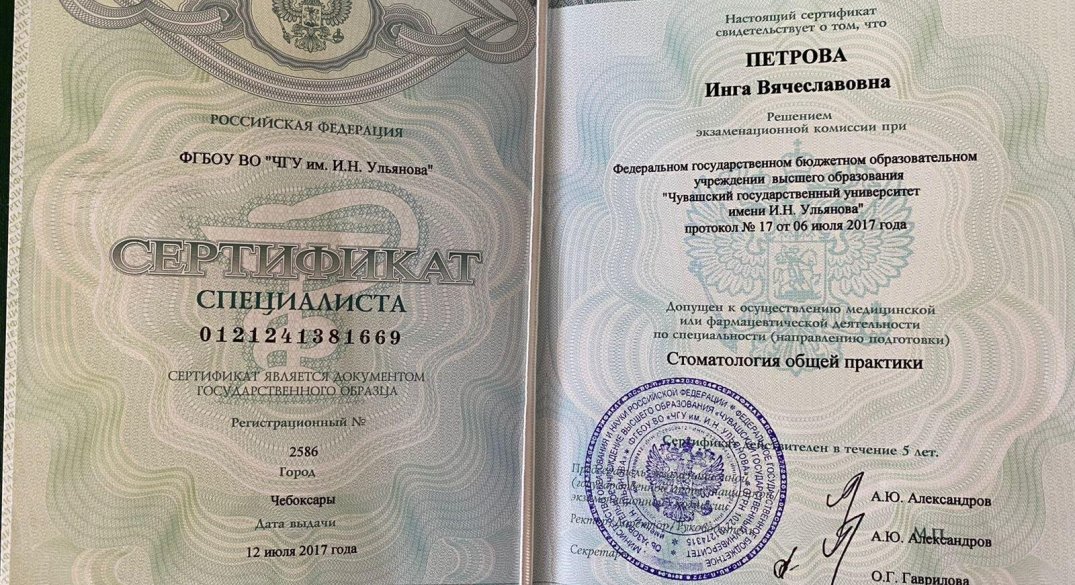 РОССИЙСКАЯ ФЕДЕРАЦИЯ
ФГБОУ ВО "ЧГУ им. И.Н. Ульянова"
СЕРТИФИКАТ
СПЕЦИАЛИСТА
0121241381669
СЕРТИФИКАТ ЯВЛЯЕТСЯ ДОКУМЕНТОМ
ГОСУДАРСТВЕННОГО ОБРАЗЦА
Регистрационный №
2586
Город
Чебоксары
Дата выдачи
12 июля 2017 года
Настоящий сертификат
свидетельствует о том, что
ПЕТРОВА
Инга Вячеславовна
Решением
экзаменационной комиссии при
Федеральном государственном бюджетном образовательном
учреждении высшего образования
"Чувашский государственный университет
имени И.Н. Ульянова"
протокол № 17 от 06 июля 2017 года
Допущен к осуществлению медицинской
или фармацевтической деятельности
по специальности (направлению подготовки)
Стоматология общей практики
Сертификат действителен в течение 5 лет.
А.Ю. Александров
М.П.
А.Ю. Александров
Секретарь
О.Г. Гаврилова